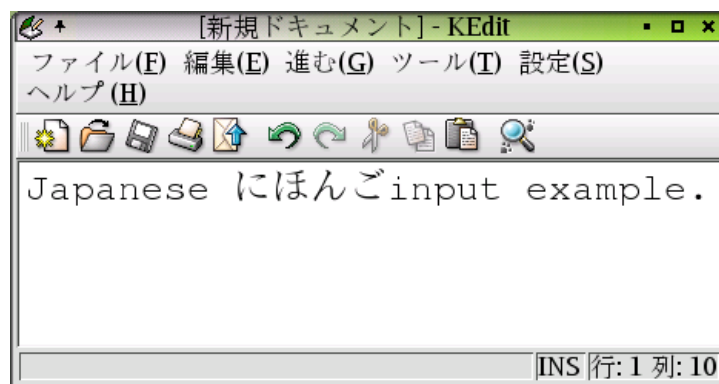 [新規ドキュメント] - KEdit
ファイル(F) 編集(E) 進む(G) ツール(T) 設定(S)
ヘルプ(H)
Japanese にほんごinput example.
INS 行: 1 列: 10